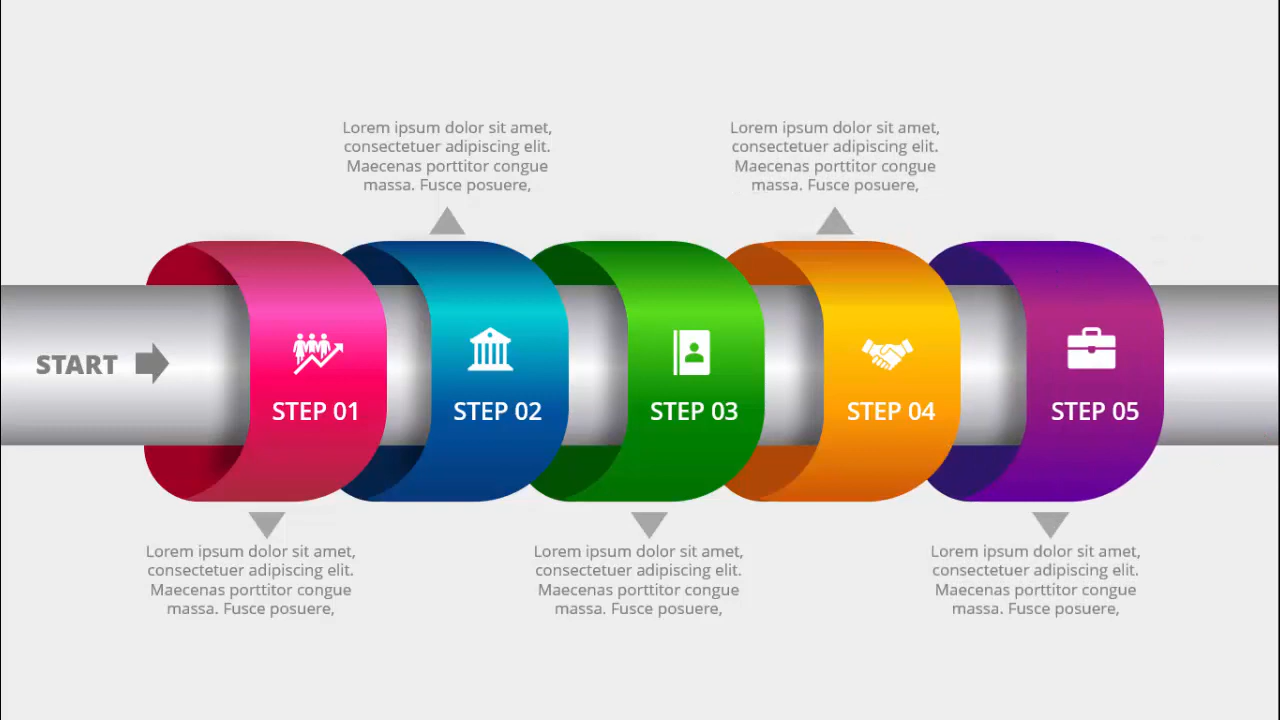 Lorem ipsum dolor sit amet,
consectetuer adipiscing elit.
Maecenas porttitor congue
massa. Fusce posuere,
Lorem ipsum dolor sit amet,
consectetuer adipiscing elit.
Maecenas porttitor congue
massa. Fusce posuere,
START
STEP 01
STEP 02
STEP 03
STEP 04
STEP 05
Lorem ipsum dolor sit amet,
consectetuer adipiscing elit.
Maecenas porttitor congue
massa. Fusce posuere,
Lorem ipsum dolor sit amet,
consectetuer adipiscing elit.
Maecenas porttitor congue
massa. Fusce posuere,
Lorem ipsum dolor sit amet,
consectetuer adipiscing elit.
Maecenas porttitor congue
massa. Fusce posuere,